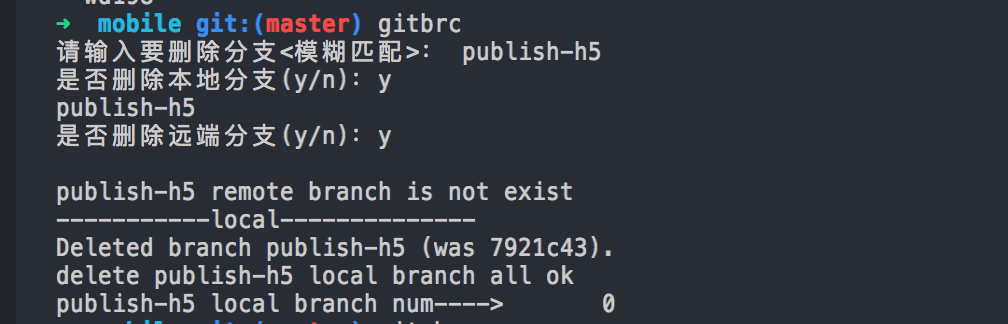 ➜  mobile git:(master) gitbrc
请输入要删除分支<模糊匹配>:  publish-h5
是否删除本地分支(y/n): y
publish-h5
是否删除远端分支(y/n): y
publish-h5 remote branch is not exist
-----------local--------------
Deleted branch publish-h5 (was 7921c43).
delete publish-h5 local branch all ok
publish-h5 local branch num---->       0